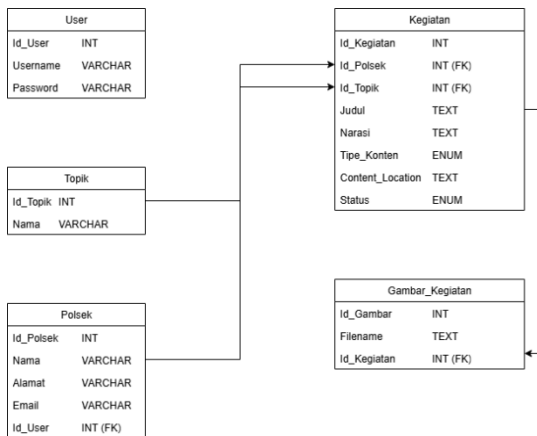 User
Id_User INT
Username VARCHAR
Password VARCHAR
Topik
Id_Topik INT
Nama VARCHAR
Polsek
Id_Polsek INT
Nama VARCHAR
Alamat VARCHAR
Email VARCHAR
Id_User INT (FK)
Kegiatan
Id_Kegiatan INT
Id_Polsek INT (FK)
Id_Topik INT (FK)
Judul TEXT
Narasi TEXT
Tipe_Konten ENUM
Content_Location TEXT
Status ENUM
Gambar_Kegiatan
Id_Gambar INT
Filename TEXT
Id_Kegiatan INT (FK)